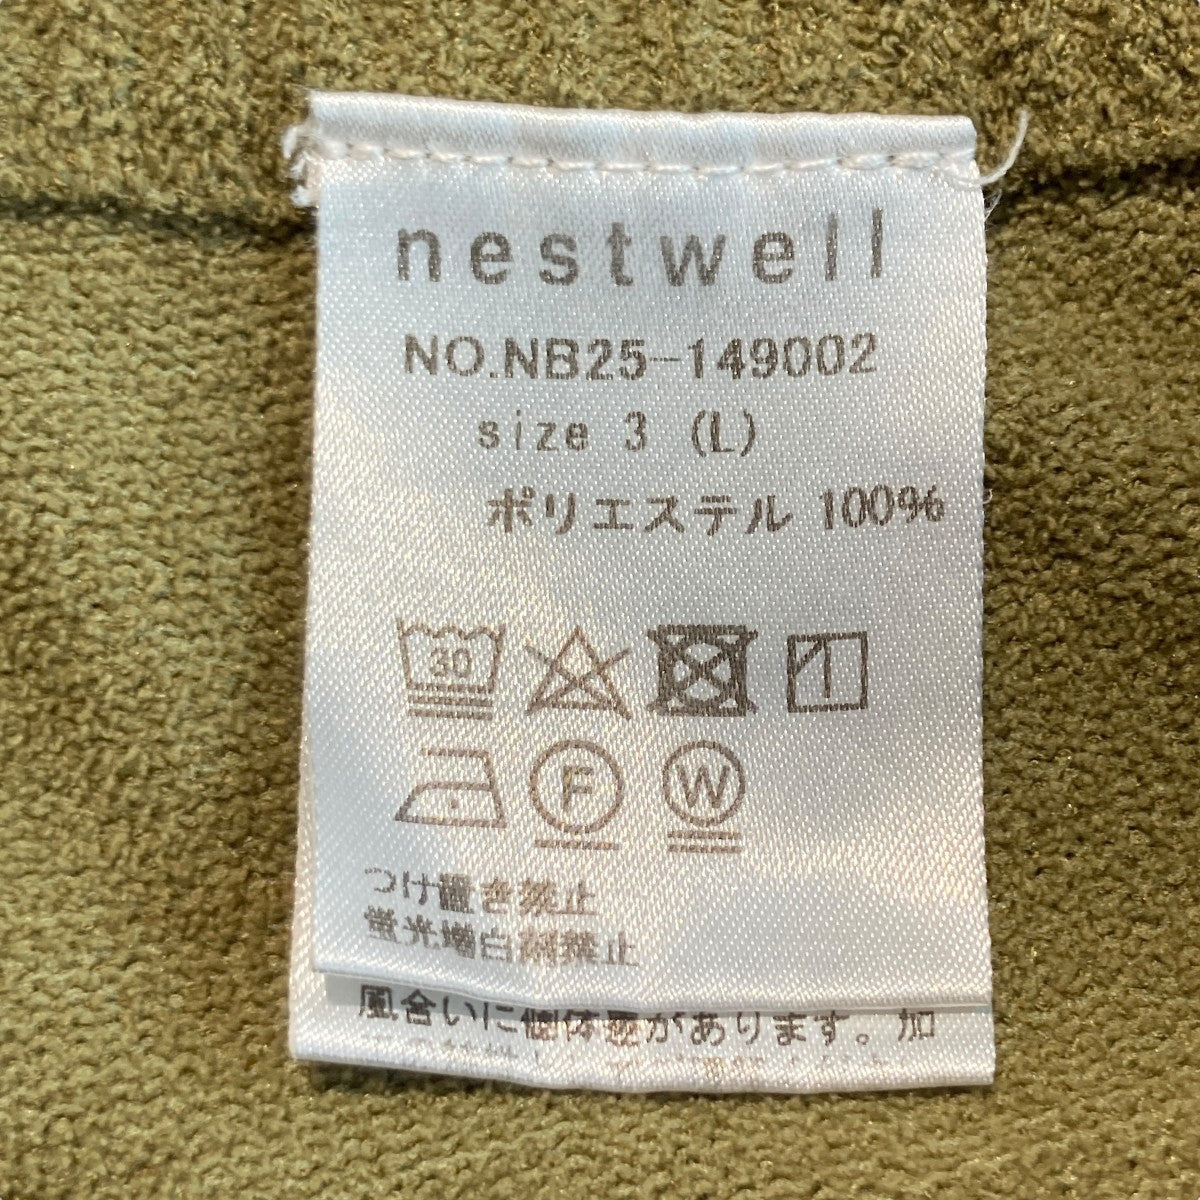 nestwell
NO.NB25-149002
size 3 (L)
ポリエステル 100%
30
F W
つけ置き禁止
蛍光増白剤禁止
風合いに個体差があります。加